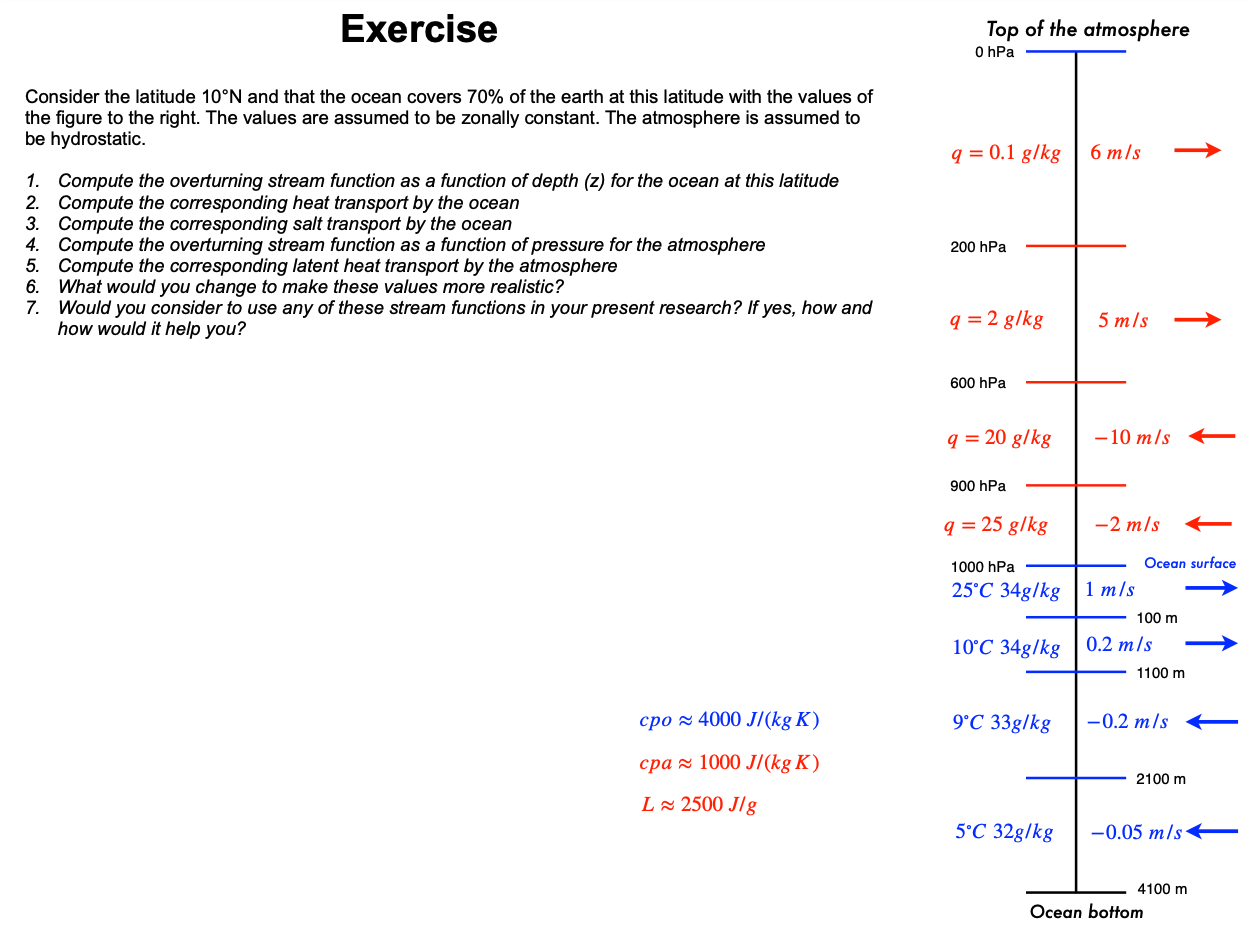 Exercise
Consider the latitude 10°N and that the ocean covers 70% of the earth at this latitude with the values of
the figure to the right. The values are assumed to be zonally constant. The atmosphere is assumed to
be hydrostatic.
1. Compute the overturning stream function as a function of depth (z) for the ocean at this latitude
2. Compute the corresponding heat transport by the ocean
3. Compute the corresponding salt transport by the ocean
4. Compute the overturning stream function as a function of pressure for the atmosphere
5. Compute the corresponding latent heat transport by the atmosphere
6. What would you change to make these values more realistic?
7. Would you consider to use any of these stream functions in your present research? If yes, how and
how would it help you?
cpo ≈ 4000 J/(kg K)
cpa ≈ 1000 J/(kg K)
L ≈ 2500 J/g
Top of the atmosphere
0 hPa
q = 0.1 g/kg 6 m/s
200 hPa
q = 2 g/kg 5 m/s
600 hPa
q = 20 g/kg −10 m/s
900 hPa
q = 25 g/kg −2 m/s
1000 hPa Ocean surface
25°C 34g/kg 1 m/s
100 m
10°C 34g/kg 0.2 m/s
1100 m
9°C 33g/kg −0.2 m/s
2100 m
5°C 32g/kg −0.05 m/s
4100 m
Ocean bottom